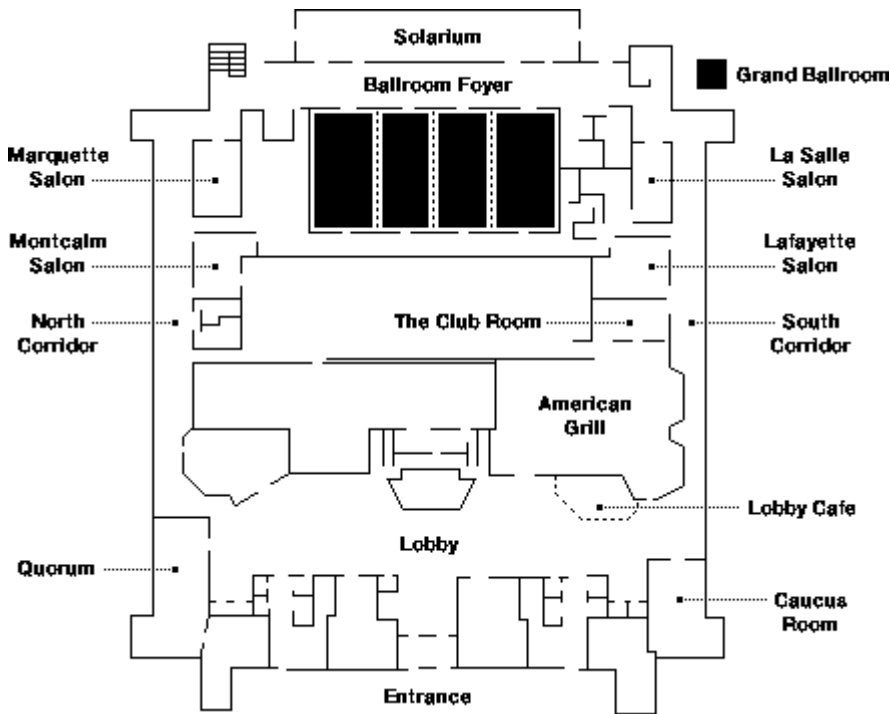 Solarium
Grand Ballroom
Ballroom Foyer
Marquette
Salon
La Salle
Salon
Montcalm
Salon
Lafayette
Salon
North
Corridor
The Club Room
South
Corridor
American
Grill
Lobby Cafe
Lobby
Quorum
Caucus
Room
Entrance